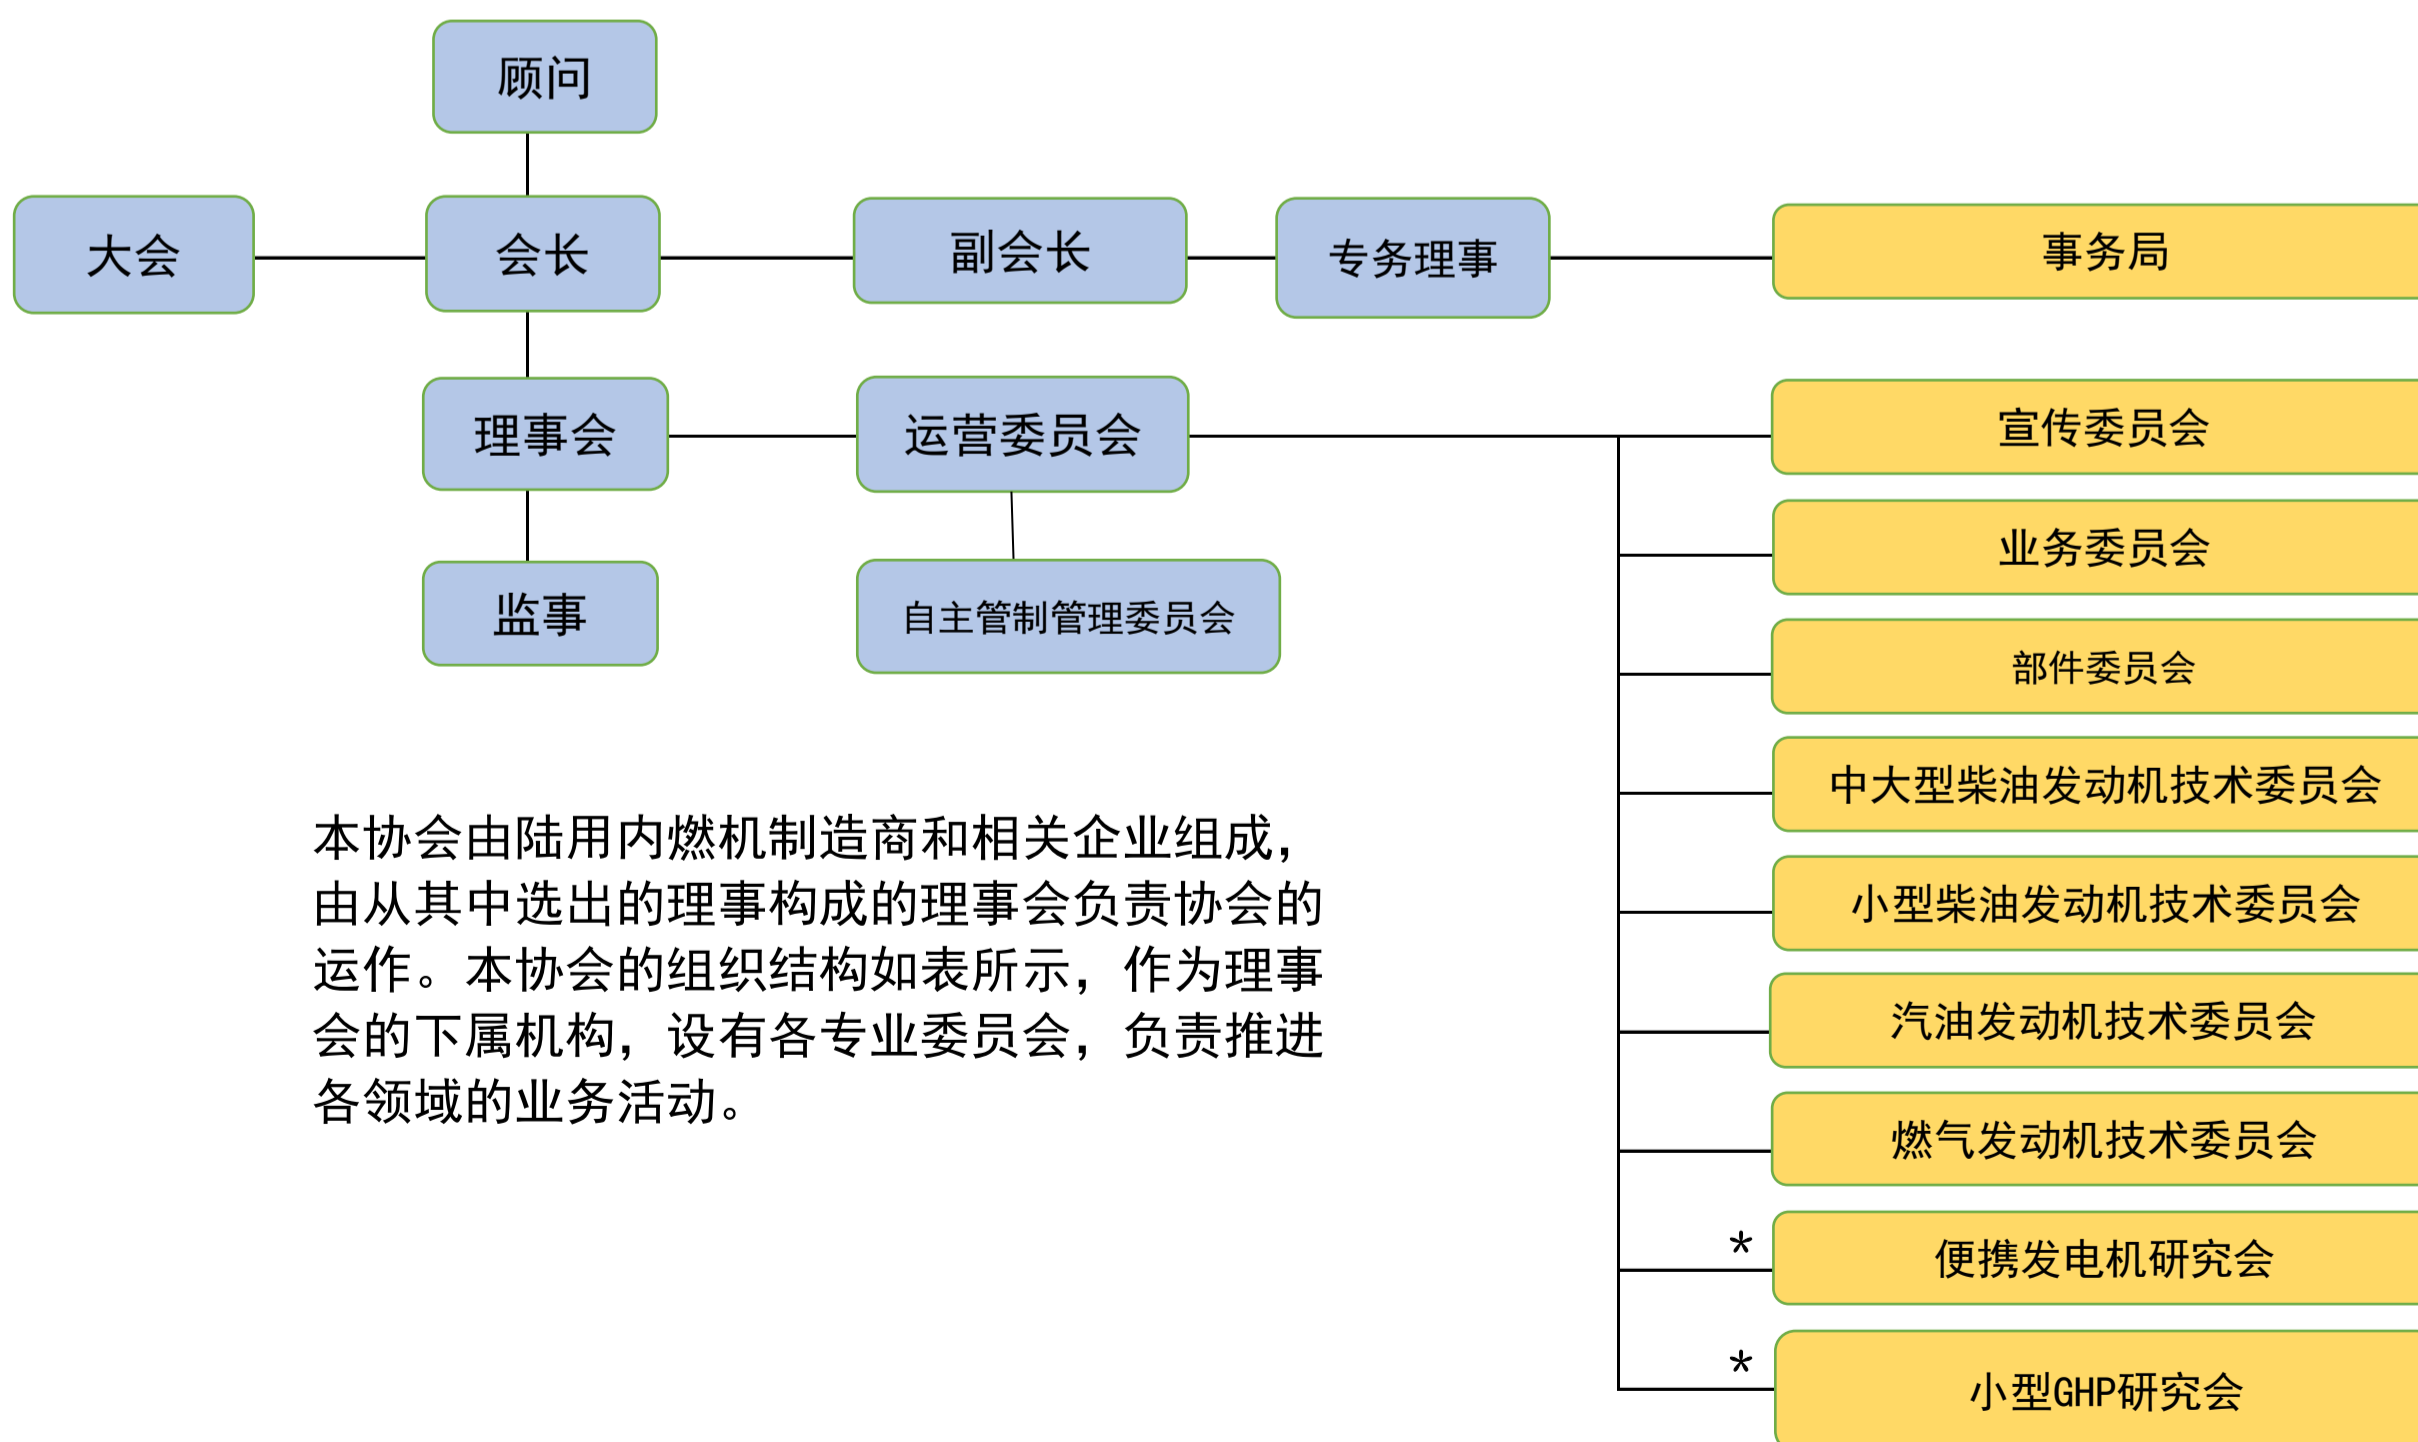 顾问
大会
会长
副会长
专务理事
事务局
理事会
运营委员会
宣传委员会
业务委员会
监事
自主管制管理委员会
部件委员会
中大型柴油发动机技术委员会
小型柴油发动机技术委员会
汽油发动机技术委员会
燃气发动机技术委员会
*
便携发电机研究会
*
小型GHP研究会
本协会由陆用内燃机制造商和相关企业组成，
由从其中选出的理事构成的理事会负责协会的
运作。本协会的组织结构如表所示，作为理事
会的下属机构，设有各专业委员会，负责推进
各领域的业务活动。